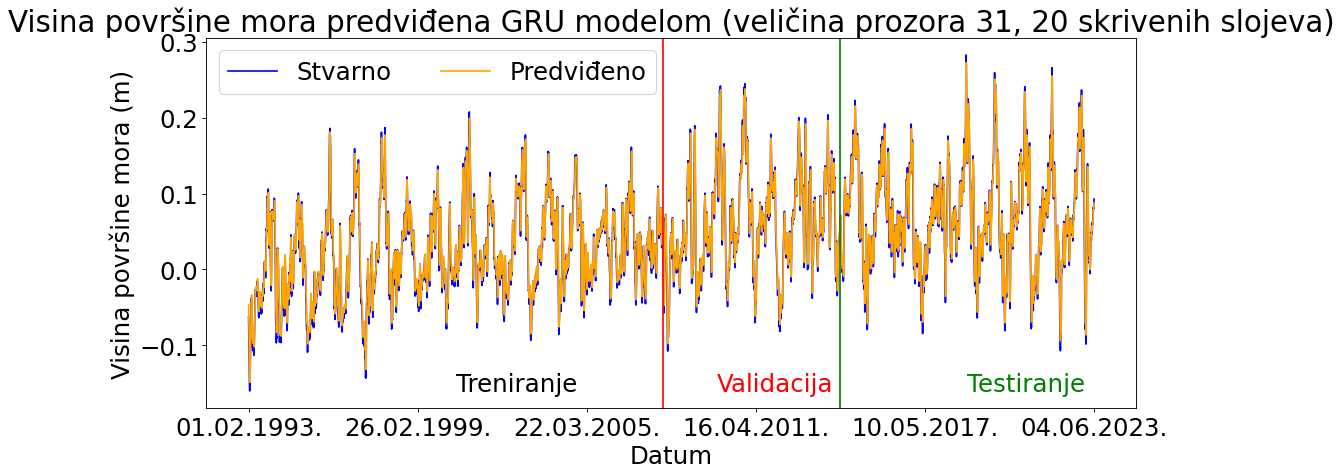 Visina površine mora predviđena GRU modelom (veličina prozora 31, 20 skrivenih slojeva)
Stvarno
Predviđeno
Visina površine mora (m)
0.3
0.2
0.1
0.0
−0.1
Treniranje
Validacija
Testiranje
01.02.1993.
26.02.1999.
22.03.2005.
16.04.2011.
10.05.2017.
04.06.2023.
Datum